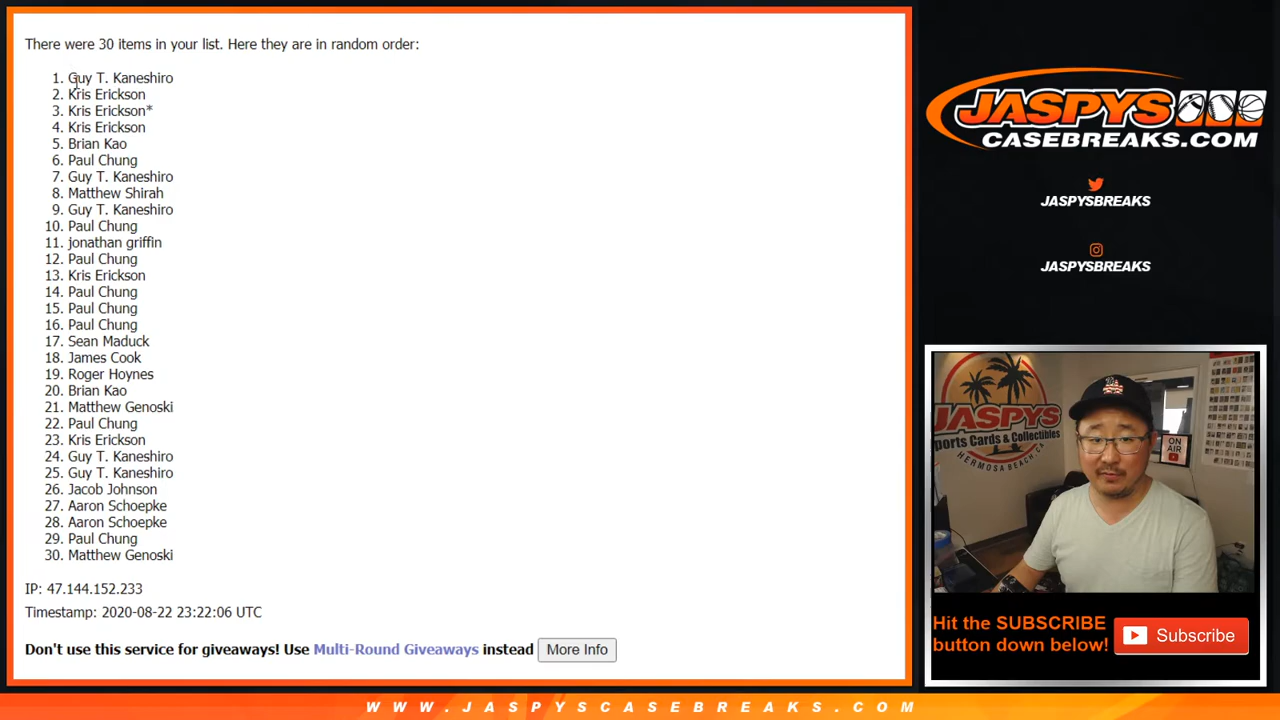 There were 30 items in your list. Here they are in random order:
1. Guy T. Kaneshiro
2. Kris Erickson
3. Kris Erickson*
4. Kris Erickson
5. Brian Kao
6. Paul Chung
7. Guy T. Kaneshiro
8. Matthew Shirah
9. Guy T. Kaneshiro
10. Paul Chung
11. jonathan griffin
12. Paul Chung
13. Kris Erickson
14. Paul Chung
15. Paul Chung
16. Paul Chung
17. Sean Maduck
18. James Cook
19. Roger Hoynes
20. Brian Kao
21. Matthew Genoski
22. Paul Chung
23. Kris Erickson
24. Guy T. Kaneshiro
25. Guy T. Kaneshiro
26. Jacob Johnson
27. Aaron Schoepke
28. Aaron Schoepke
29. Paul Chung
30. Matthew Genoski
IP: 47.144.152.233
Timestamp: 2020-08-22 23:22:06 UTC
Don't use this service for giveaways! Use Multi-Round Giveaways instead More Info
JASPYS
CASEBREAKS.COM
JASPYSBREAKS
JASPYSBREAKS
JASPYS
ports Cards & Collectibles
HERMOSA BEACH, CA
ON
AIR
Hit the SUBSCRIBE
button down below!
Subscribe
WWW.JASPYSCASEBREAKS.COM